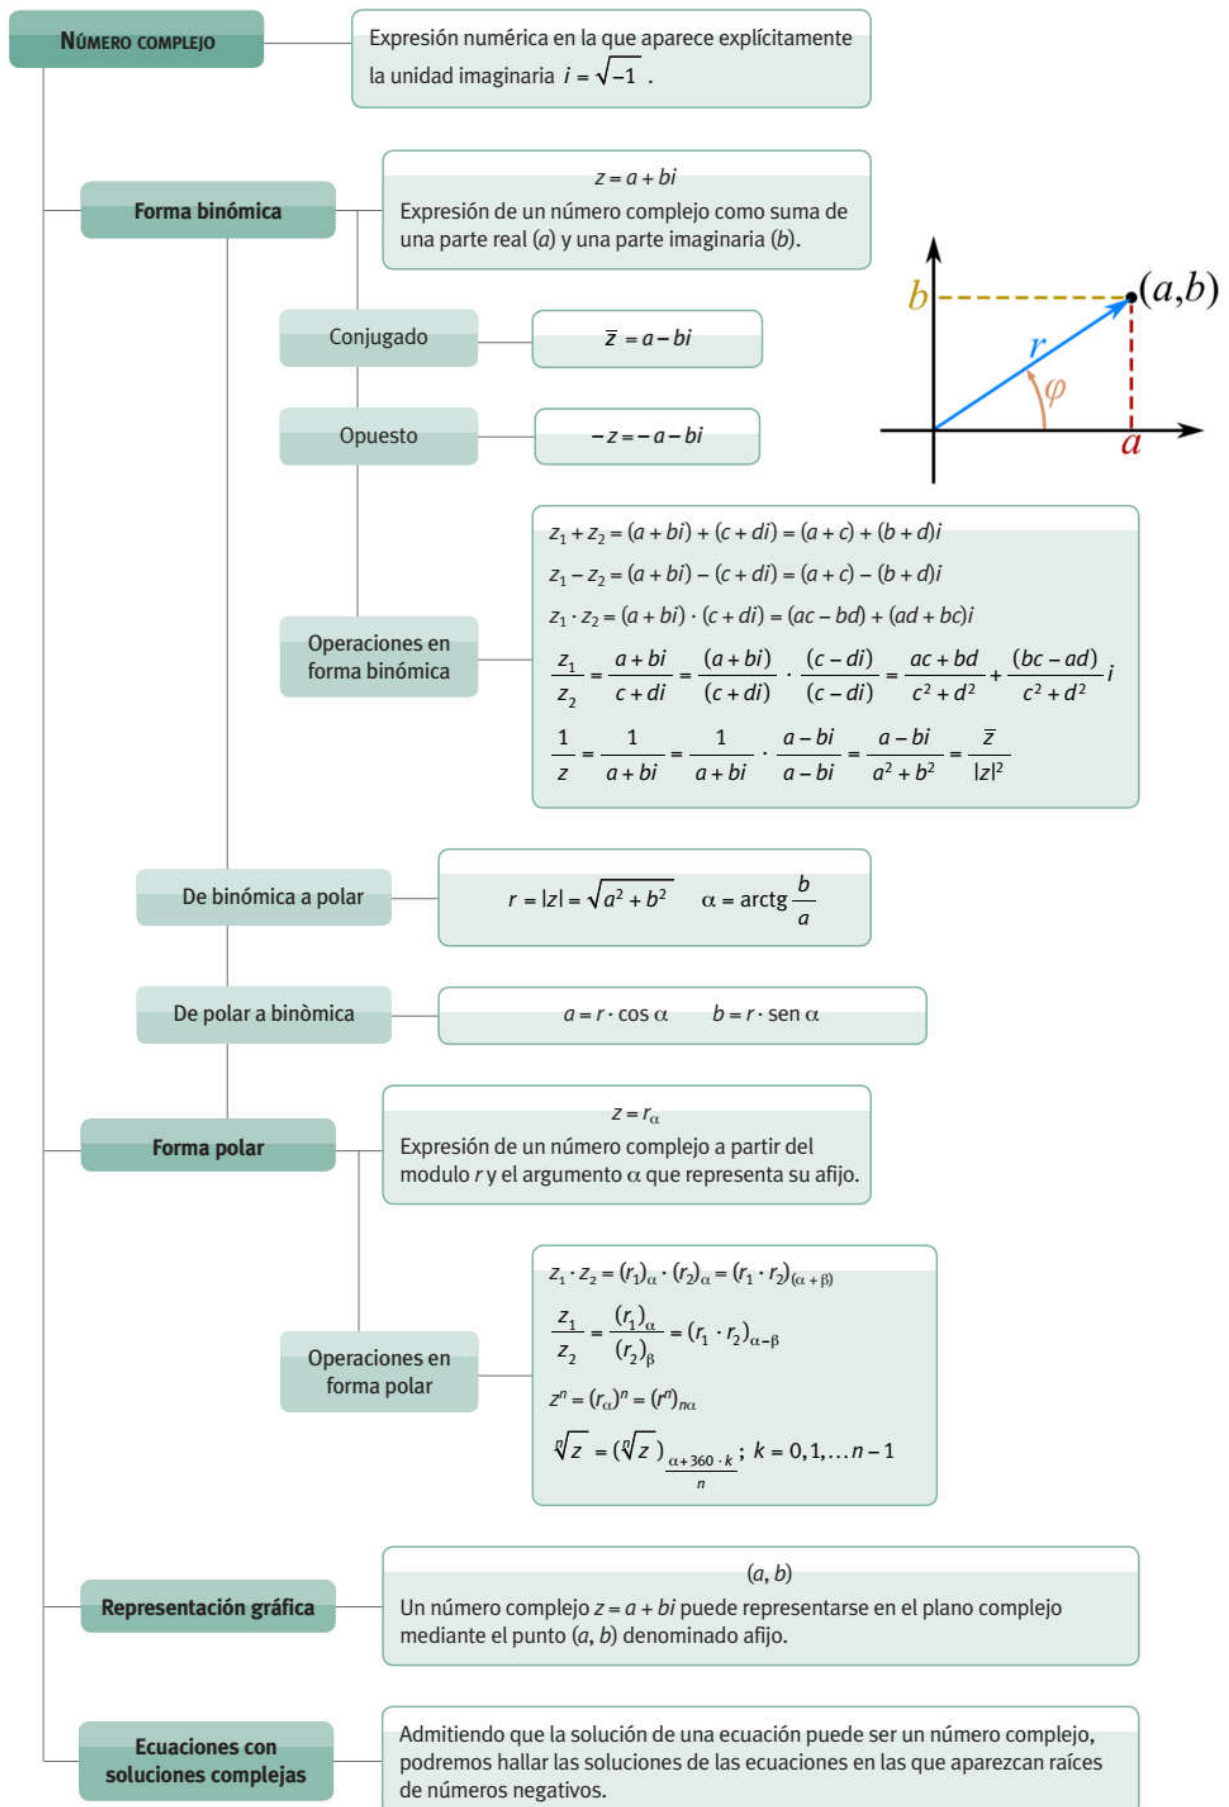 NÚMERO COMPLEJO
Expresión numérica en la que aparece explícitamente
la unidad imaginaria i = √−1 .
Forma binómica
z = a + bi
Expresión de un número complejo como suma de
una parte real (a) y una parte imaginaria (b).
b
(a,b)
r
φ
a
Conjugado
z̅ = a − bi
Opuesto
−z = −a − bi
Operaciones en
forma binómica
z₁ + z₂ = (a + bi) + (c + di) = (a + c) + (b + d)i
z₁ − z₂ = (a + bi) − (c + di) = (a + c) − (b + d)i
z₁ · z₂ = (a + bi) · (c + di) = (ac − bd) + (ad + bc)i
z₁/z₂ = (a + bi)/(c + di) = (a + bi)/(c + di) · (c − di)/(c − di) = (ac + bd)/(c² + d²) + (bc − ad)/(c² + d²) i
1/z = 1/(a + bi) = 1/(a + bi) · (a − bi)/(a − bi) = (a − bi)/(a² + b²) = z̅/|z|²
De binómica a polar
r = |z| = √(a² + b²) α = arctg b/a
De polar a binòmica
a = r · cos α b = r · sen α
Forma polar
z = r_α
Expresión de un número complejo a partir del
modulo r y el argumento α que representa su afijo.
Operaciones en
forma polar
z₁ · z₂ = (r₁)_α · (r₂)_α = (r₁ · r₂)_(α + β)
z₁/z₂ = (r₁)_α/(r₂)_β = (r₁ · r₂)_α−β
zⁿ = (r_α)ⁿ = (rⁿ)_nα
ⁿ√z = (ⁿ√z)_(α+360 · k)/n ; k = 0,1,…n − 1
Representación gráfica
(a, b)
Un número complejo z = a + bi puede representarse en el plano complejo
mediante el punto (a, b) denominado afijo.
Ecuaciones con
soluciones complejas
Admitiendo que la solución de una ecuación puede ser un número complejo,
podremos hallar las soluciones de las ecuaciones en las que aparezcan raíces
de números negativos.